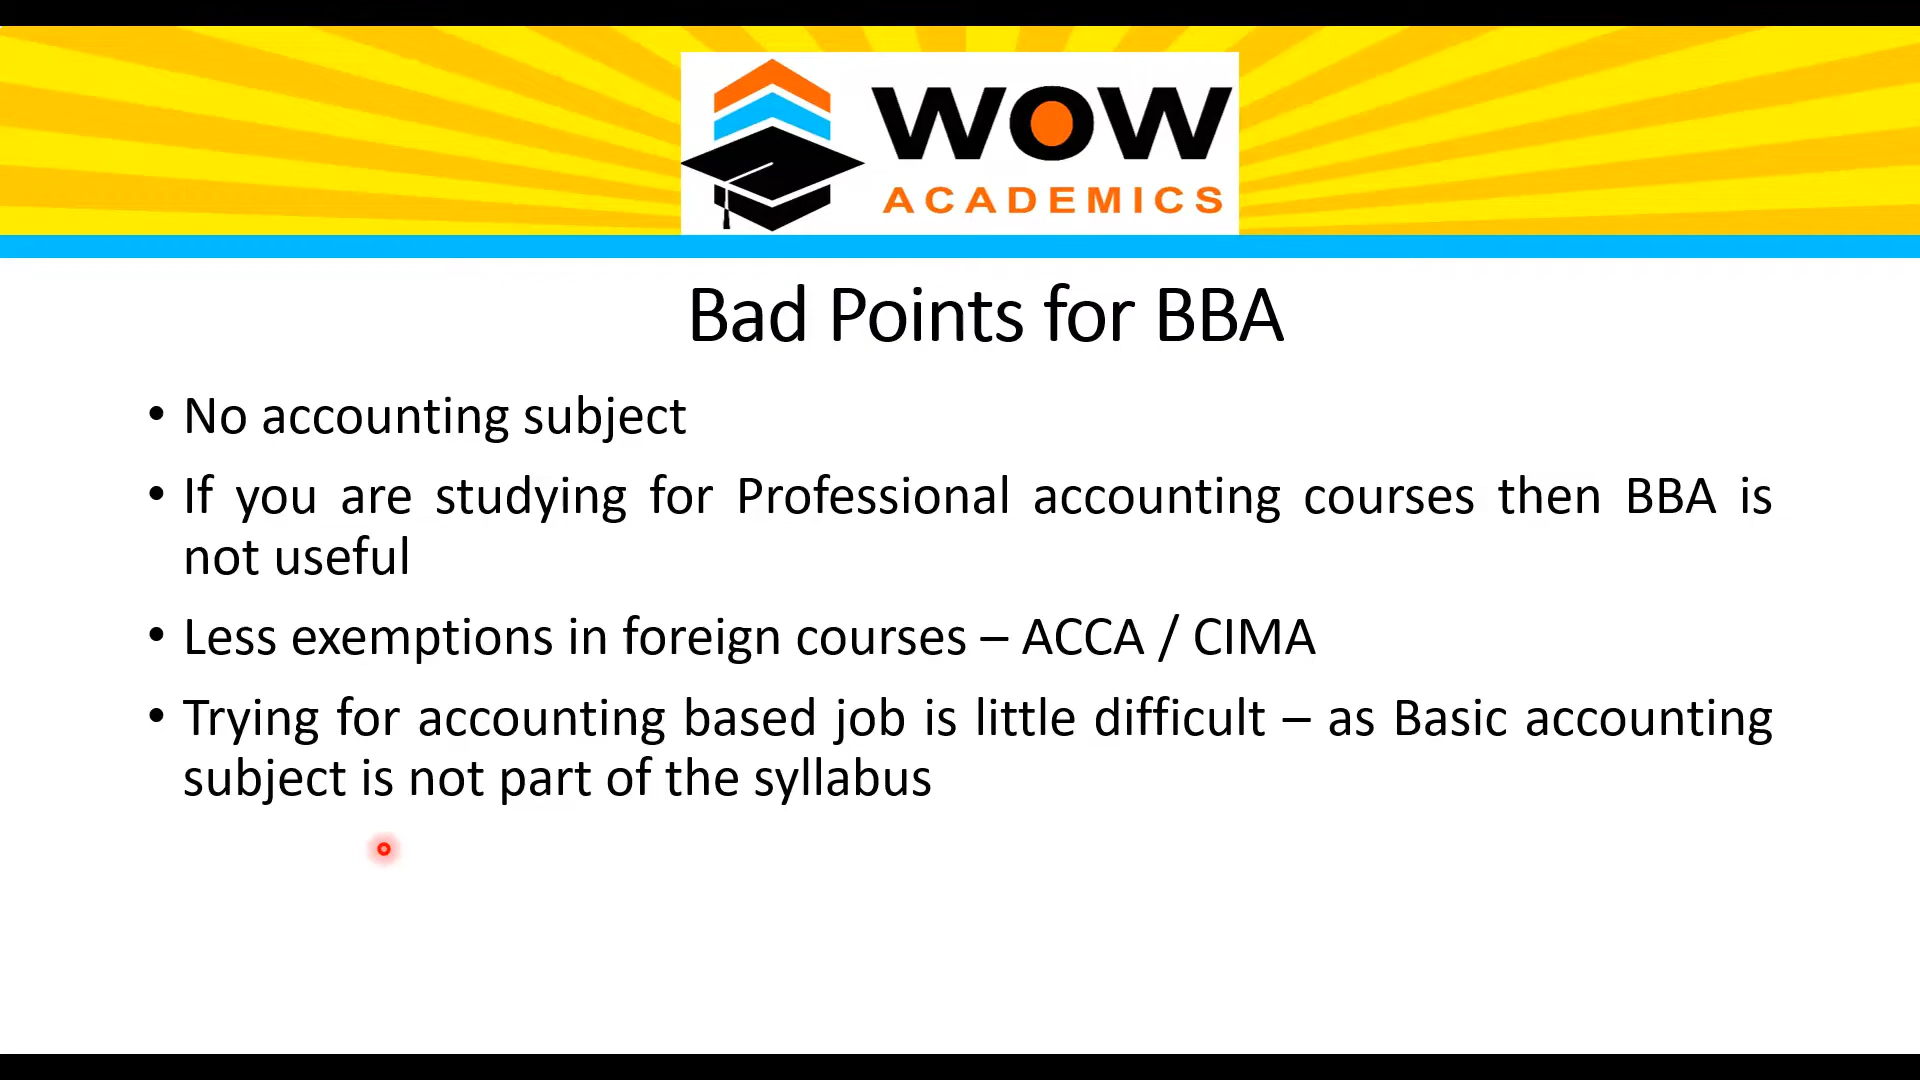 WOW
ACADEMICS
Bad Points for BBA
• No accounting subject
• If you are studying for Professional accounting courses then BBA is
not useful
• Less exemptions in foreign courses – ACCA / CIMA
• Trying for accounting based job is little difficult – as Basic accounting
subject is not part of the syllabus